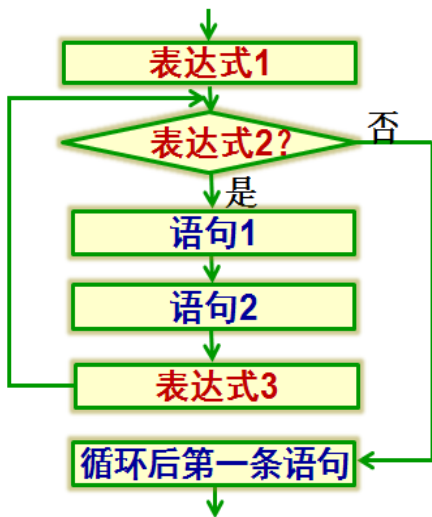 表达式1
表达式2?
否
是
语句1
语句2
表达式3
循环后第一条语句